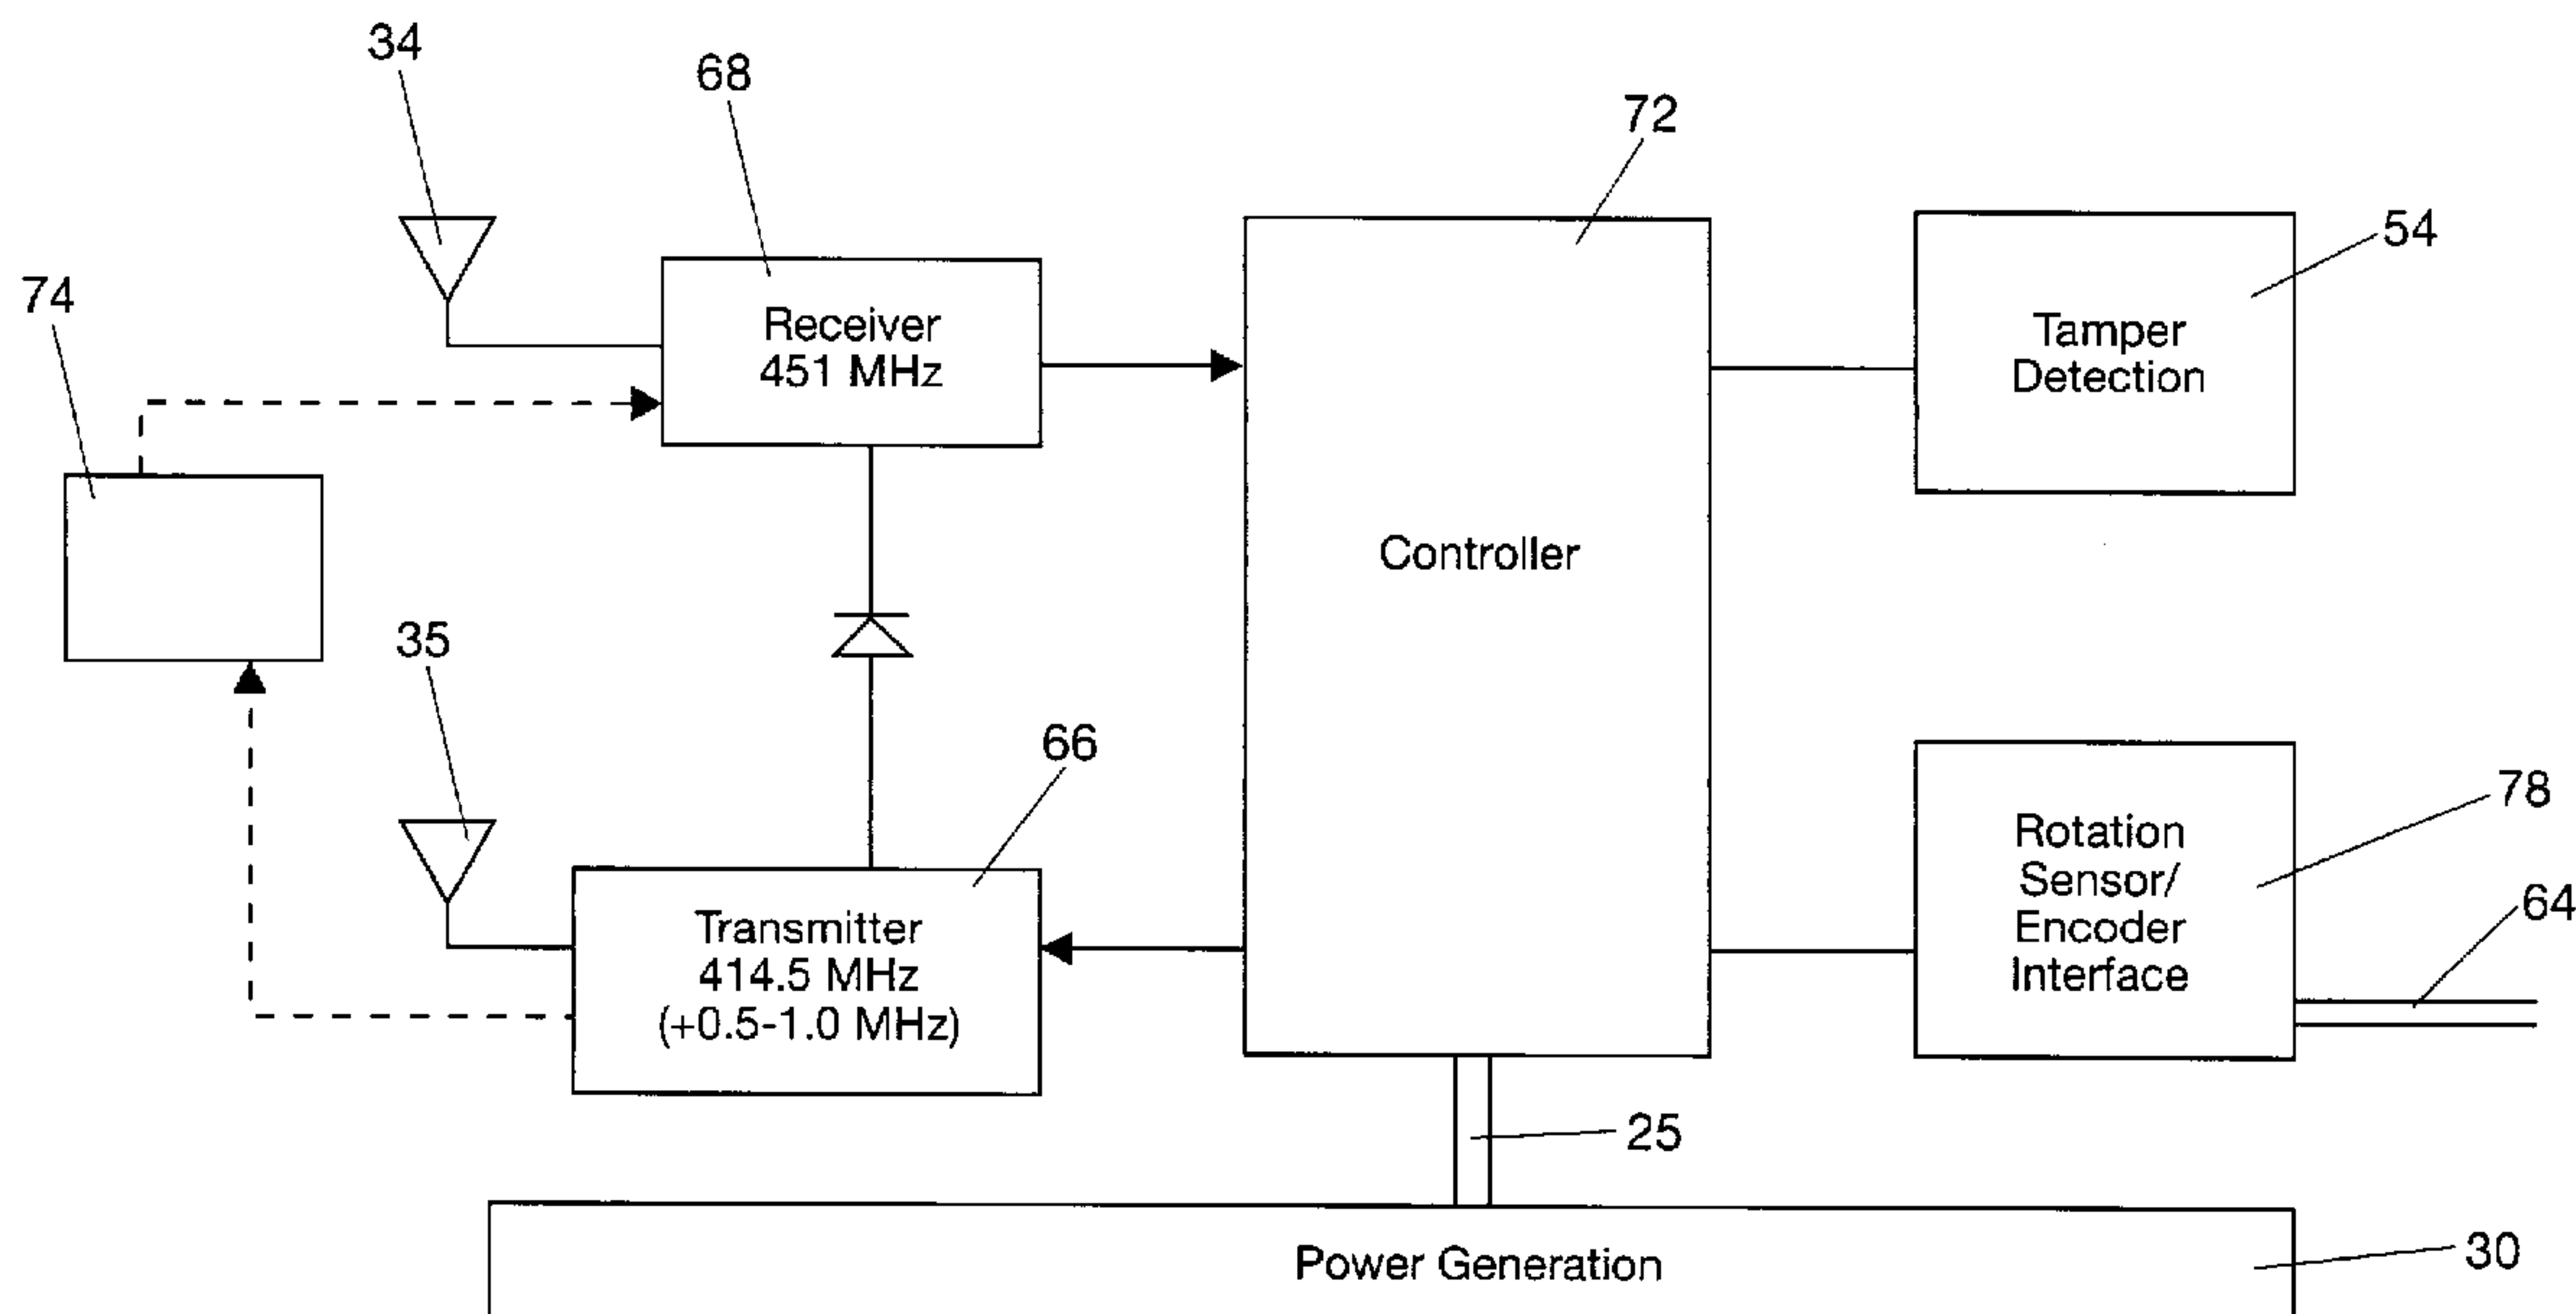 34
68
72
54
74
Receiver
451 MHz
Tamper
Detection
Controller
35
66
78
Rotation
Sensor/
Encoder
Interface
64
Transmitter
414.5 MHz
(+0.5-1.0 MHz)
25
Power Generation
30